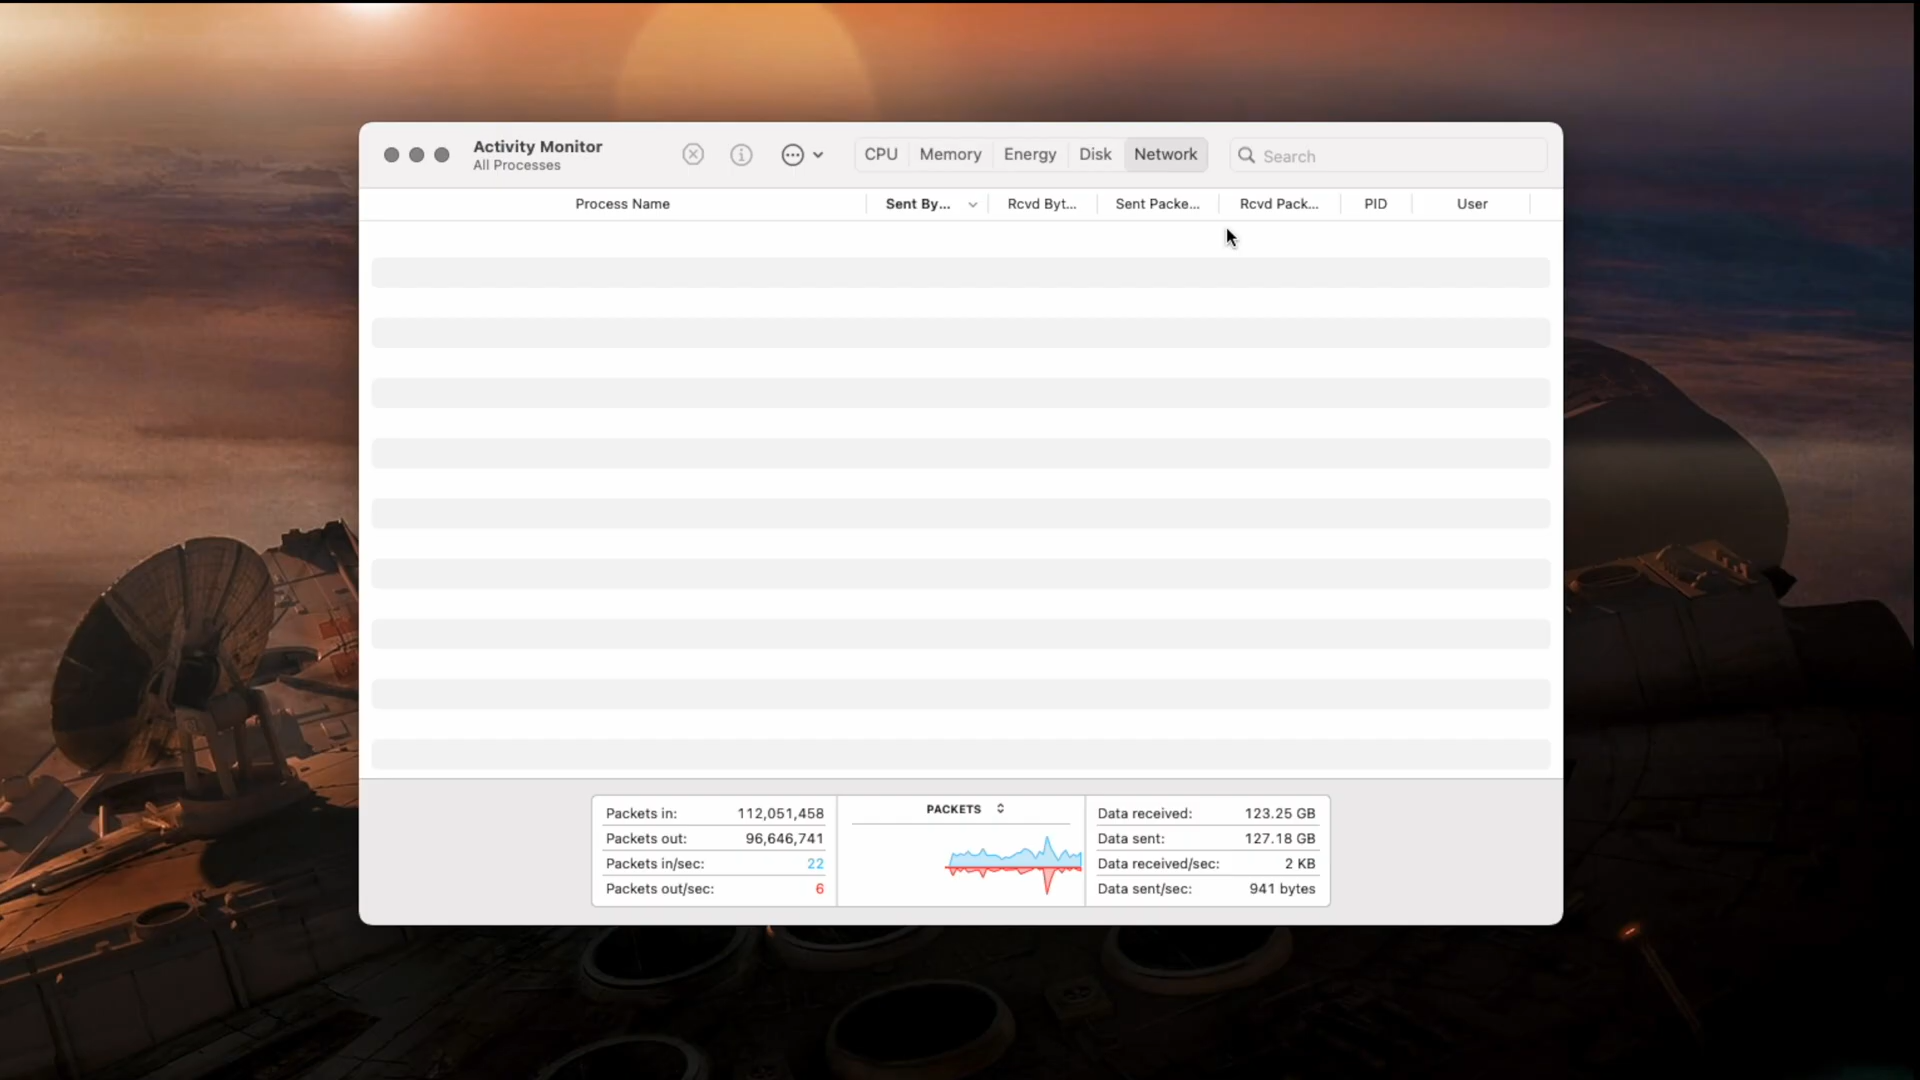 Activity Monitor
All Processes
CPU Memory Energy Disk Network Search
Process Name Sent By... Rcvd Byt... Sent Packe... Rcvd Pack... PID User
Packets in: 112,051,458
Packets out: 96,646,741
Packets in/sec: 22
Packets out/sec: 6
PACKETS
Data received: 123.25 GB
Data sent: 127.18 GB
Data received/sec: 2 KB
Data sent/sec: 941 bytes